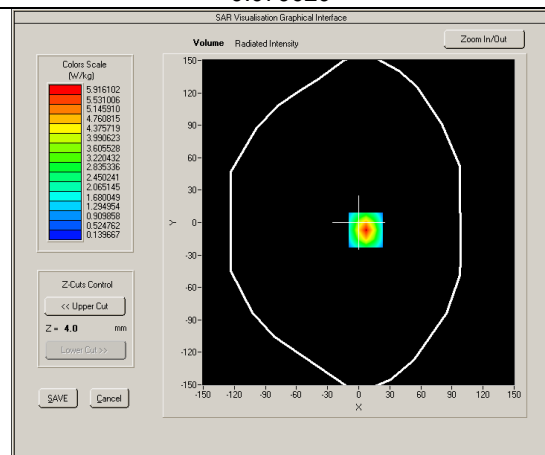 SAR Visualisation Graphical Interface
Volume Radiated Intensity
Zoom In/Out
Colors Scale
(W/kg)
5.916102
5.531006
5.145910
4.760815
4.375719
3.990623
3.605528
3.220432
2.835336
2.450241
2.065145
1.680049
1.294954
0.909858
0.524762
0.139667
Z-Cuts Control
<< Upper Cut
Z = 4.0 mm
Lower Cut >>
SAVE Cancel
150
120
90
60
30
0
-30
-60
-90
-120
-150
Y
-150 -120 -90 -60 -30 0 30 60 90 120 150
X